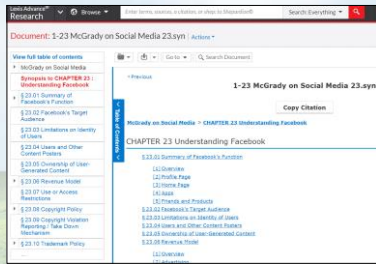 Lexis Advance®
Research
Browse
Enter terms, sources, a citation, or shep: to Shepardize®
Search: Everything
Document: 1-23 McGrady on Social Media 23.syn
Actions
View full table of contents
McGrady on Social Media
Synopsis to CHAPTER 23 :
Understanding Facebook
§ 23.01 Summary of
Facebook's Function
§ 23.02 Facebook's Target
Audience
§ 23.03 Limitations on Identity
of Users
§ 23.04 Users and Other
Content Posters
§ 23.05 Ownership of User-
Generated Content
§ 23.06 Revenue Model
§ 23.07 Use or Access
Restrictions
§ 23.08 Copyright Policy
§ 23.09 Copyright Violation
Reporting / Take Down
Mechanism
§ 23.10 Trademark Policy
Table of Contents
Go to
Search Document
Previous
1-23 McGrady on Social Media 23.syn
Copy Citation
McGrady on Social Media > CHAPTER 23 Understanding Facebook
CHAPTER 23 Understanding Facebook
§ 23.01 Summary of Facebook's Function
[1] Overview
[2] Profile Page
[3] Home Page
[4] Apps
[5] Friends and Products
§ 23.02 Facebook's Target Audience
§ 23.03 Limitations on Identity of Users
§ 23.04 Users and Other Content Posters
§ 23.05 Ownership of User-Generated Content
§ 23.06 Revenue Model
[1] Overview
[2] Advertising